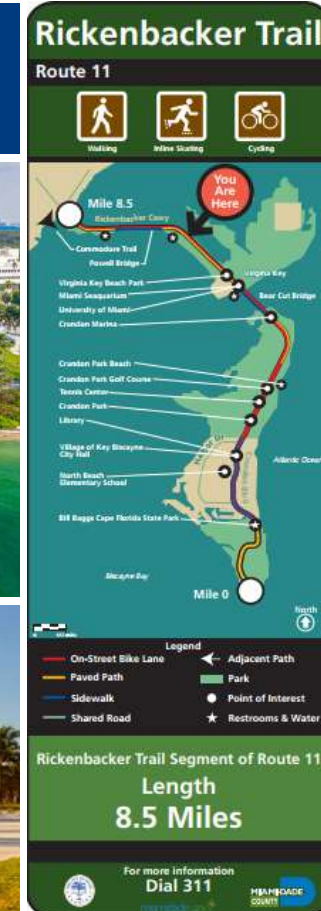 Rickenbacker Trail
Route 11
Walking
Inline Skating
Cycling
You
Are
Here
Mile 8.5
Rickenbacker Cswy
Commodore Trail
Powell Bridge
Virginia Key
Virginia Key Beach Park
Miami Seaquarium
University of Miami
Bear Cut Bridge
Crandon Marina
Crandon Park Beach
Crandon Park Golf Course
Tennis Center
Crandon Park
Library
Village of Key Biscayne
City Hall
Atlantic Ocean
North Beach
Elementary School
Bill Baggs Cape Florida State Park
Biscayne Bay
Mile 0
North
Legend
On-Street Bike Lane
Adjacent Path
Paved Path
Park
Sidewalk
Point of Interest
Shared Road
Restrooms & Water
Rickenbacker Trail Segment of Route 11
Length
8.5 Miles
For more information
Dial 311
MIAMI-DADE
COUNTY